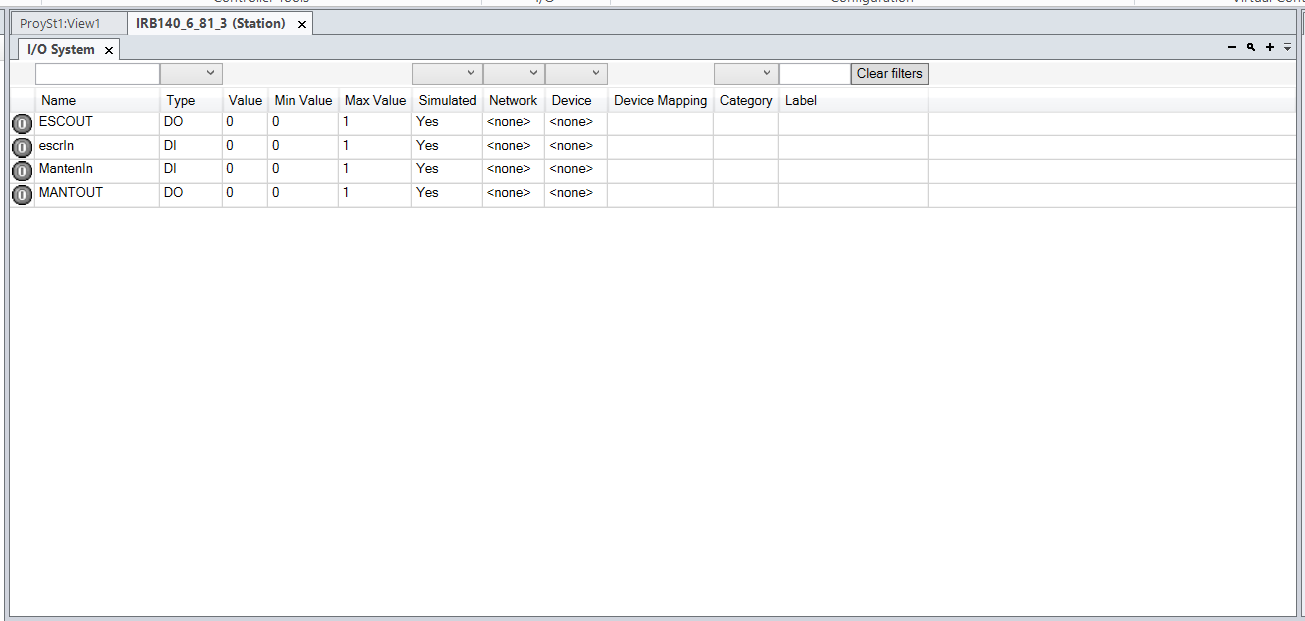 ProySt1:View1 IRB140_6_81_3 (Station)
I/O System
Clear filters
Name Type Value Min Value Max Value Simulated Network Device Device Mapping Category Label
0 ESCOUT DO 0 0 1 Yes <none> <none>
0 escrIn DI 0 0 1 Yes <none> <none>
0 MantenIn DI 0 0 1 Yes <none> <none>
0 MANTOUT DO 0 0 1 Yes <none> <none>